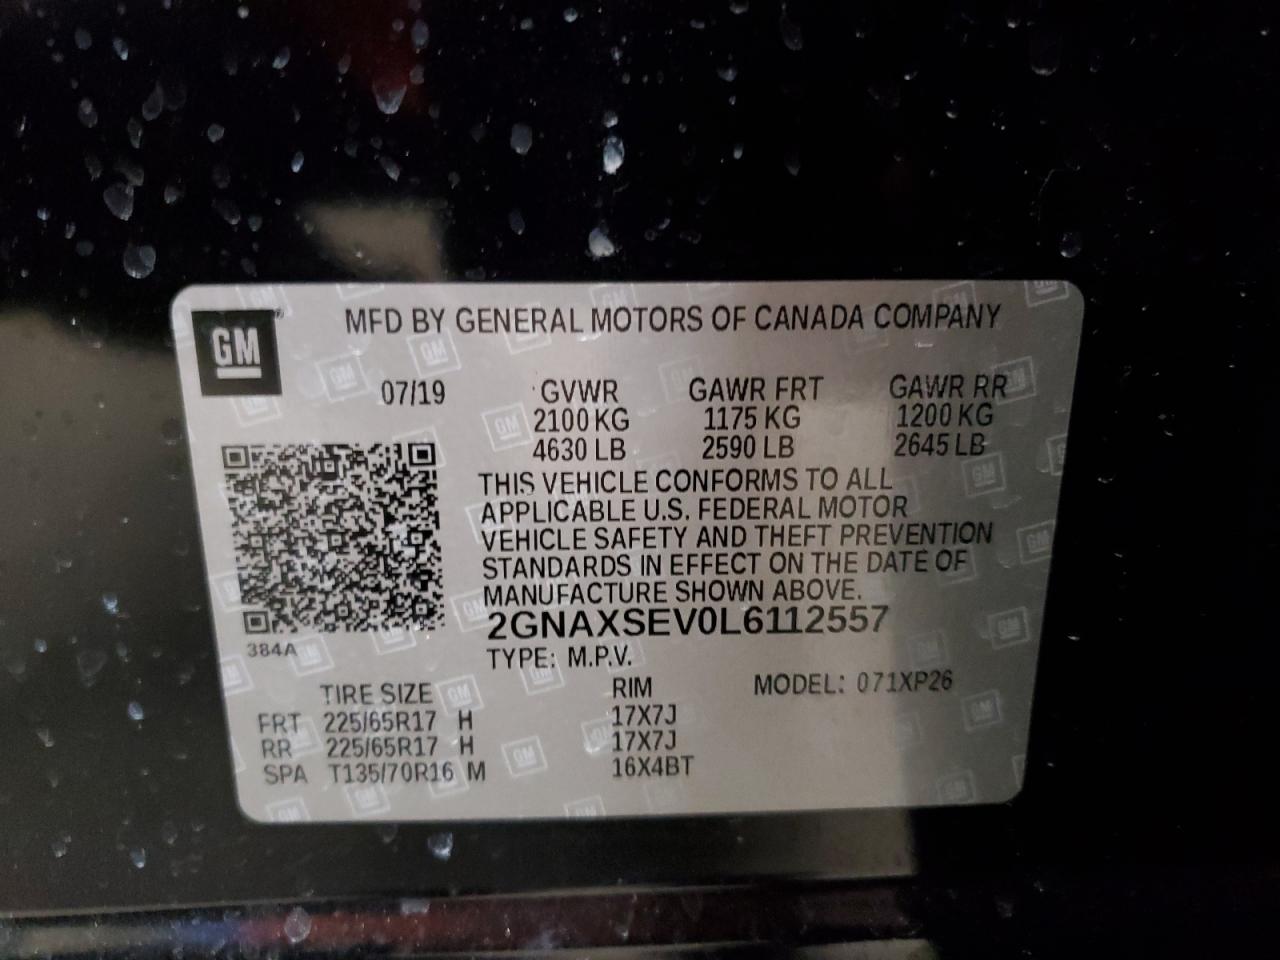 GM
MFD BY GENERAL MOTORS OF CANADA COMPANY
07/19 GVWR GAWR FRT GAWR RR
2100 KG 1175 KG 1200 KG
4630 LB 2590 LB 2645 LB
THIS VEHICLE CONFORMS TO ALL
APPLICABLE U.S. FEDERAL MOTOR
VEHICLE SAFETY AND THEFT PREVENTION
STANDARDS IN EFFECT ON THE DATE OF
MANUFACTURE SHOWN ABOVE.
2GNAXSEV0L6112557
384A
TYPE: M.P.V.
TIRE SIZE RIM MODEL: 071XP26
FRT 225/65R17 H 17X7J
RR 225/65R17 H 17X7J
SPA T135/70R16 M 16X4BT